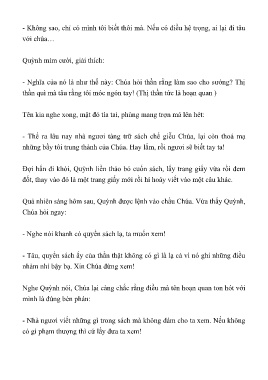 - Không sao, chỉ có mình tôi biết thôi mà. Nếu có điều hệ trọng, ai lại đi tâu
với chúa…
Quỳnh mỉm cười, giải thích:
- Nghĩa của nó là như thế này: Chúa hỏi thần rằng làm sao cho sướng? Thị
thần quì mà tâu rằng tôi móc ngón tay! (Thị thần tức là hoạn quan )
Tên kia nghe xong, mặt đỏ tía tai, phùng mang trợn má lên hét:
- Thế ra lâu nay nhà ngươi tàng trữ sách chế giễu Chúa, lại còn thoá mạ
những bầy tôi trung thành của Chúa. Hay lắm, rồi ngươi sẽ biết tay ta!
Đợi hắn đi khỏi, Quỳnh liền tháo bỏ cuốn sách, lấy trang giấy vừa rồi đem
đốt, thay vào đó là một trang giấy mới rồi hí hoáy viết vào một câu khác.
Quả nhiên sáng hôm sau, Quỳnh được lệnh vào chầu Chúa. Vừa thấy Quỳnh,
Chúa hỏi ngay:
- Nghe nói khanh có quyển sách lạ, ta muốn xem!
- Tâu, quyển sách ấy của thần thật không có gì là lạ cả vì nó ghi những điều
nhảm nhí bậy bạ. Xin Chúa đừng xem!
Nghe Quỳnh nói, Chúa lại càng chắc rằng điều mà tên hoạn quan ton hót với
mình là đúng bèn phán:
- Nhà ngươi viết những gì trong sách mà không dám cho ta xem. Nếu không
có gì phạm thượng thì cứ lấy đưa ta xem!